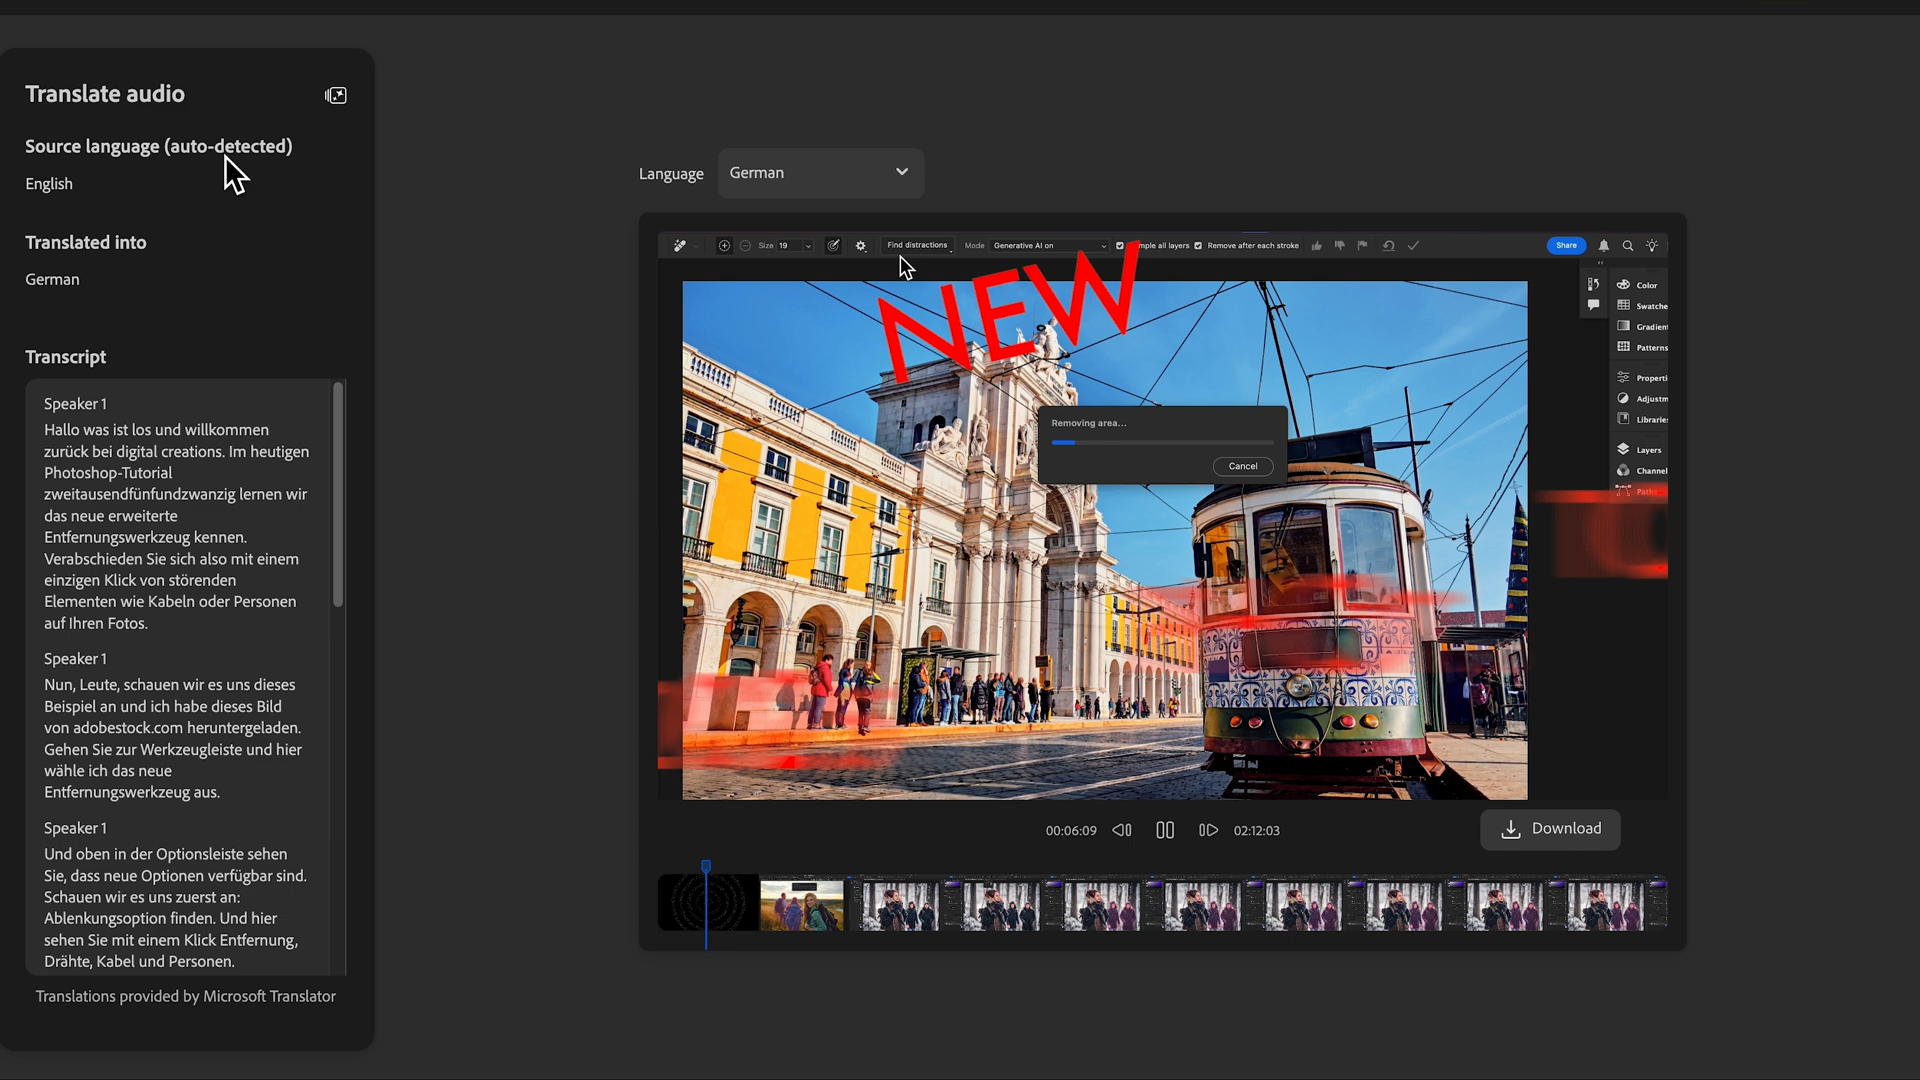 Translate audio
Source language (auto-detected)
English
Translated into
German
Transcript
Speaker 1
Hallo was ist los und willkommen
zurück bei digital creations. Im heutigen
Photoshop-Tutorial
zweitausendfünfundzwanzig lernen wir
das neue erweiterte
Entfernungswerkzeug kennen.
Verabschieden Sie sich also mit einem
einzigen Klick von störenden
Elementen wie Kabeln oder Personen
auf Ihren Fotos.
Speaker 1
Nun, Leute, schauen wir es uns dieses
Beispiel an und ich habe dieses Bild
von adobestock.com heruntergeladen.
Gehen Sie zur Werkzeugleiste und hier
wähle ich das neue
Entfernungswerkzeug aus.
Speaker 1
Und oben in der Optionsleiste sehen
Sie, dass neue Optionen verfügbar sind.
Schauen wir es uns zuerst an:
Ablenkungsoption finden. Und hier
sehen Sie mit einem Klick Entfernung,
Drähte, Kabel und Personen.
Translations provided by Microsoft Translator
Language German
Size 19 Find distractions Mode Generative AI on all layers Remove after each stroke Share
NEW
Color
Swatche
Gradien
Patterns
Properti
Adjustm
Libraries
Layers
Channel
Removing area...
Cancel
00:06:09 02:12:03
Download